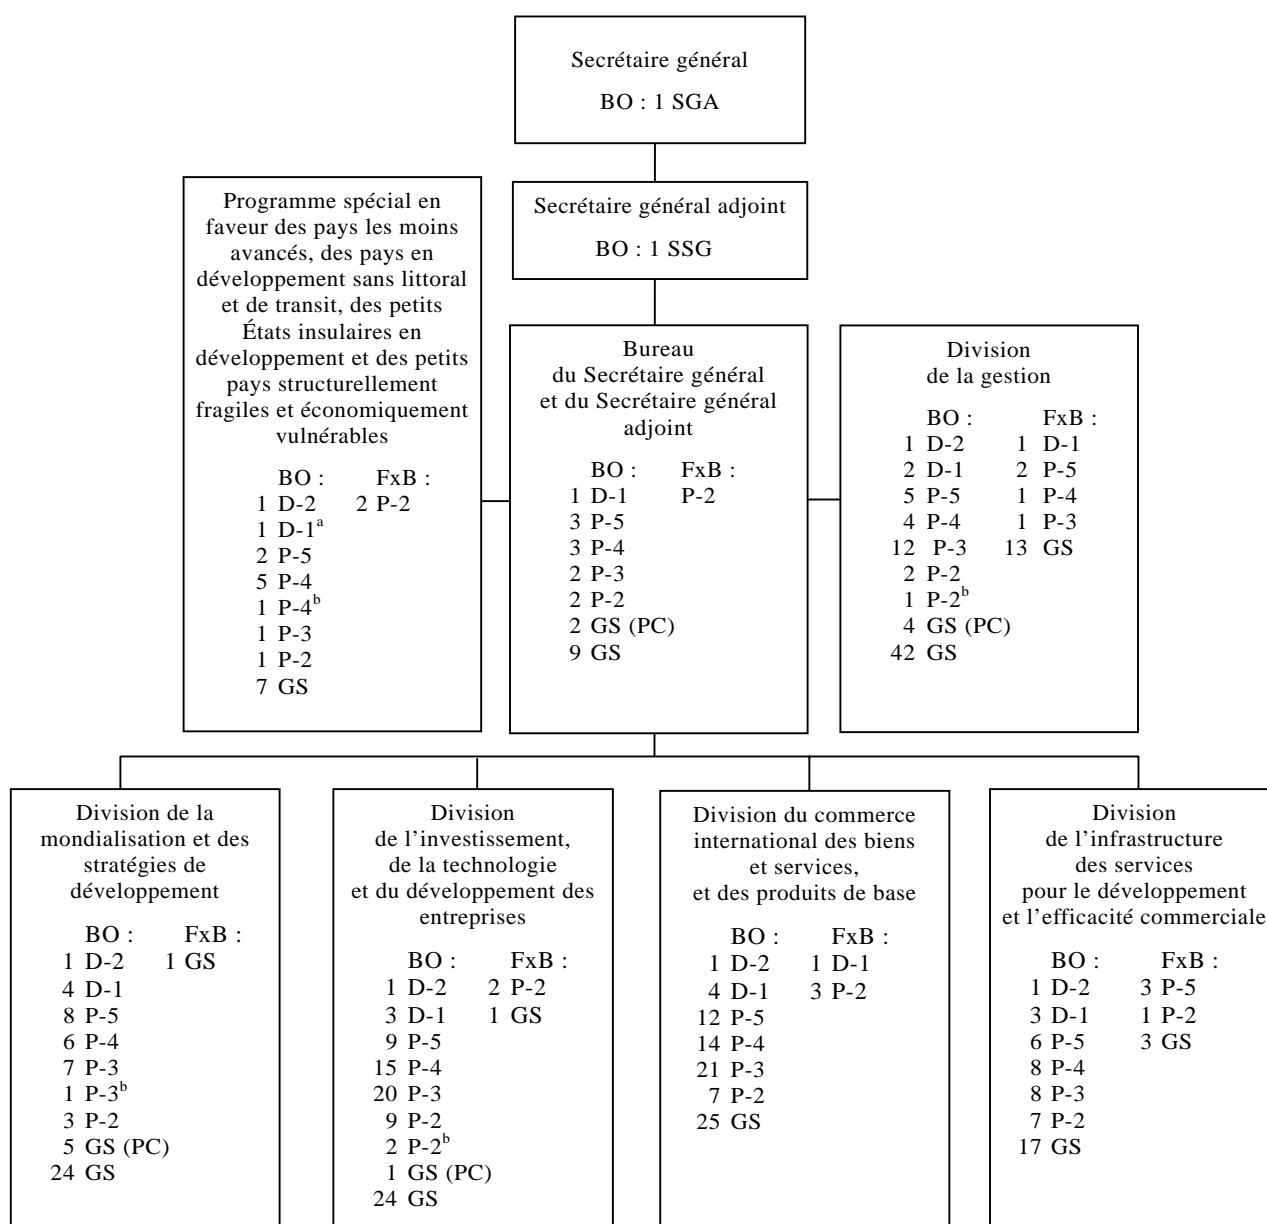 Secrétaire général
BO : 1 SGA
Secrétaire général adjoint
BO : 1 SSG
Programme spécial en
faveur des pays les moins
avancés, des pays en
développement sans littoral
et de transit, des petits
États insulaires en
développement et des petits
pays structurellement
fragiles et économiquement
vulnérables
BO : FxB :
1 D-2 2 P-2
1 D-1a
2 P-5
5 P-4
1 P-4b
1 P-3
1 P-2
7 GS
Bureau
du Secrétaire général
et du Secrétaire général
adjoint
BO : FxB :
1 D-1 P-2
3 P-5
3 P-4
2 P-3
2 P-2
2 GS (PC)
9 GS
Division
de la gestion
BO : FxB :
1 D-2 1 D-1
2 D-1 2 P-5
5 P-5 1 P-4
4 P-4 1 P-3
12 P-3 13 GS
2 P-2
1 P-2b
4 GS (PC)
42 GS
Division de la
mondialisation et des
stratégies de
développement
BO : FxB :
1 D-2 1 GS
4 D-1
8 P-5
6 P-4
7 P-3
1 P-3b
3 P-2
5 GS (PC)
24 GS
Division
de l’investissement,
de la technologie
et du développement des
entreprises
BO : FxB :
1 D-2 2 P-2
3 D-1 1 GS
9 P-5
15 P-4
20 P-3
9 P-2
2 P-2b
1 GS (PC)
24 GS
Division du commerce
international des biens
et services,
et des produits de base
BO : FxB :
1 D-2 1 D-1
4 D-1 3 P-2
12 P-5
14 P-4
21 P-3
7 P-2
25 GS
Division
de l’infrastructure
des services
pour le développement
et l’efficacité commerciale
BO : FxB :
1 D-2 3 P-5
3 D-1 1 P-2
6 P-5 3 GS
8 P-4
8 P-3
7 P-2
17 GS